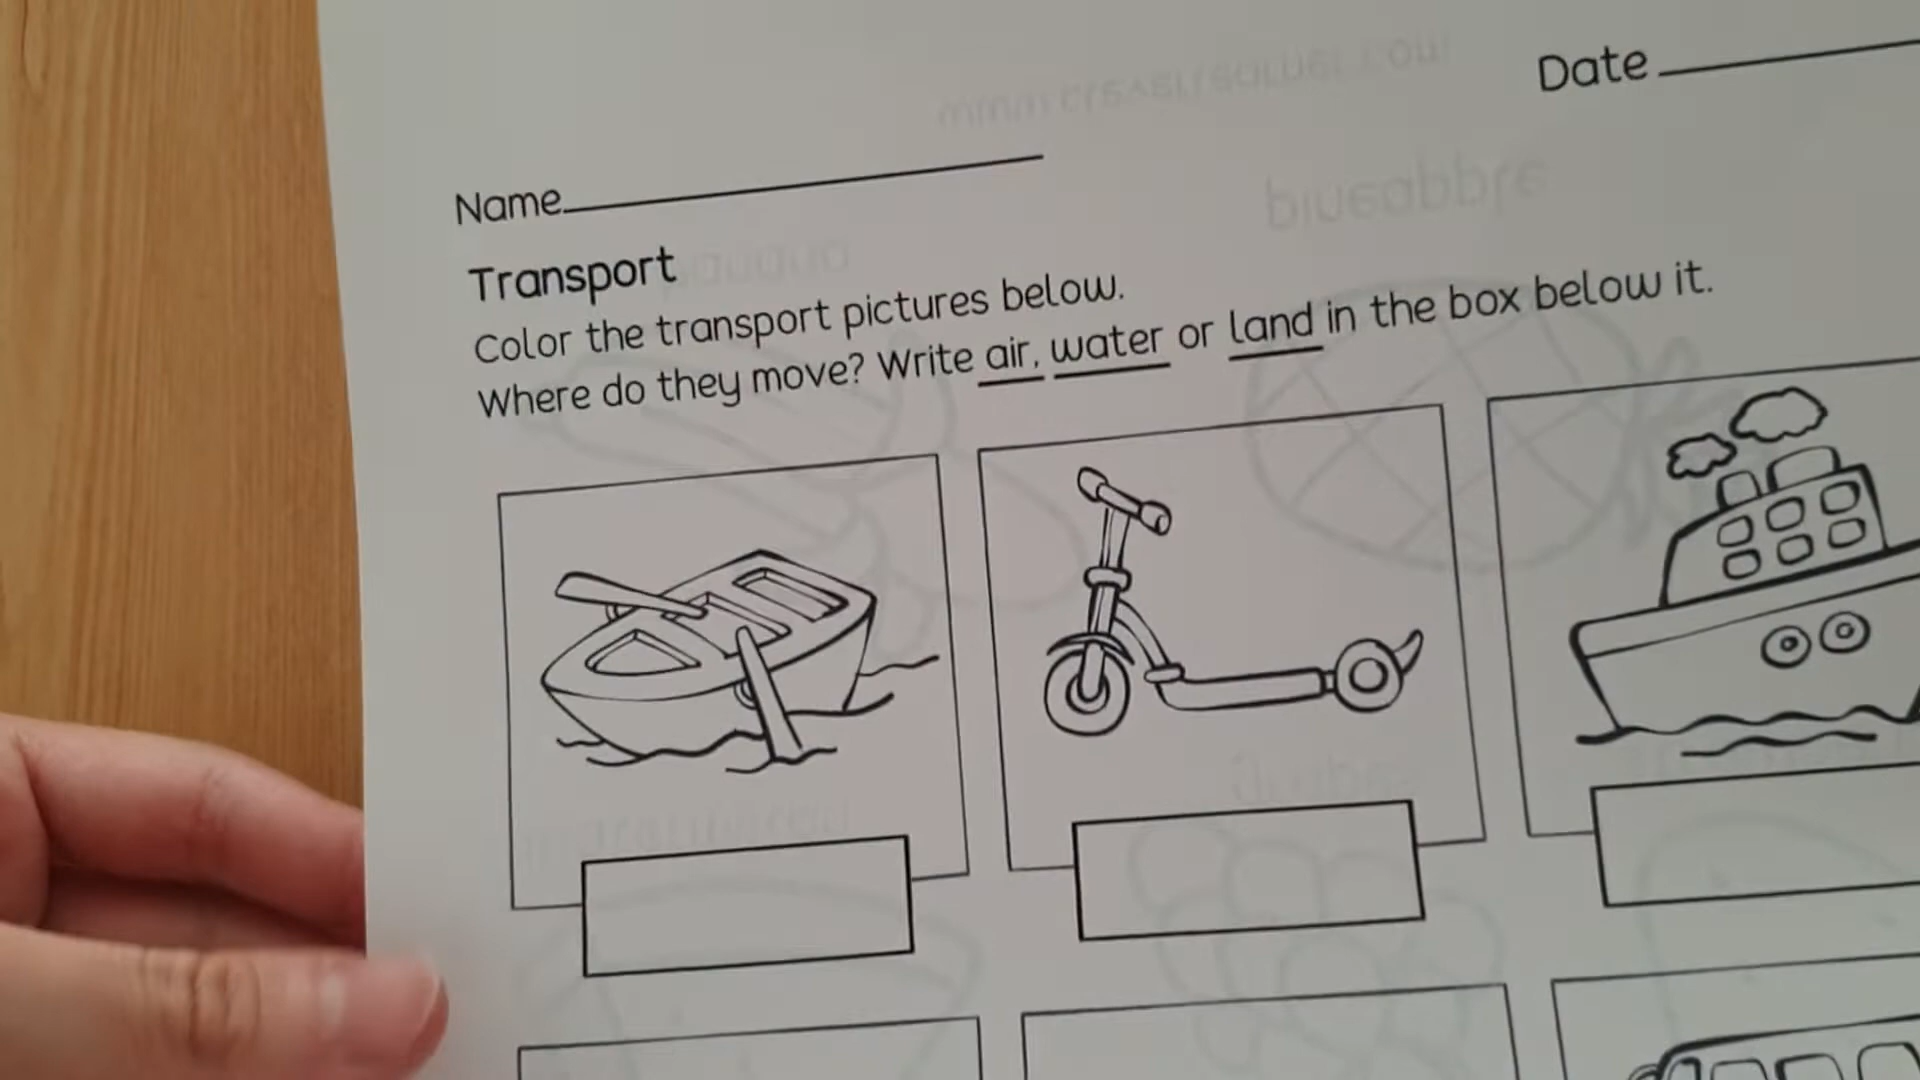 Date
Name
Transport
Color the transport pictures below.
Where do they move? Write air, water or land in the box below it.